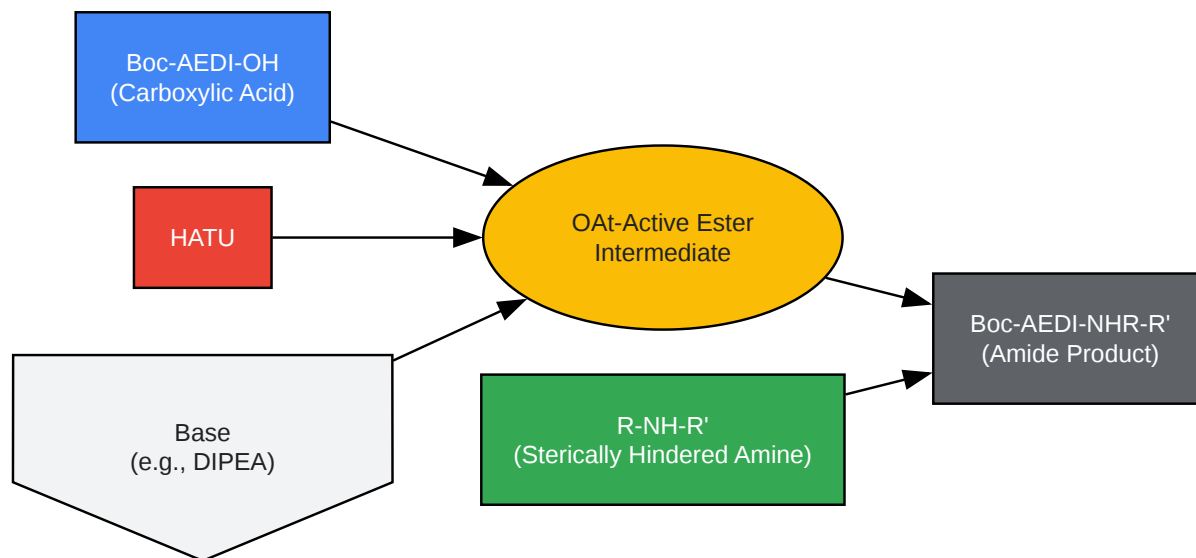 Boc-AEDI-OH
(Carboxylic Acid)
HATU
OAt-Active Ester
Intermediate
Base
(e.g., DIPEA)
R-NH-R'
(Sterically Hindered Amine)
Boc-AEDI-NHR-R'
(Amide Product)